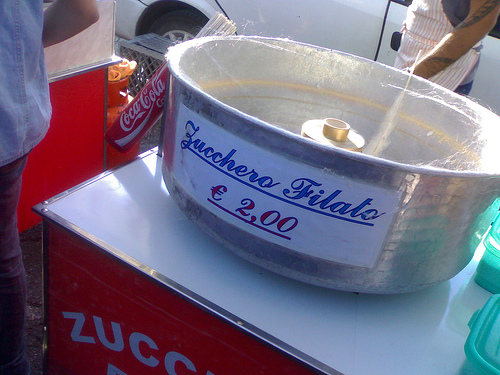 Coca-Cola
Zucchero Filato
€ 2,00
ZUCC